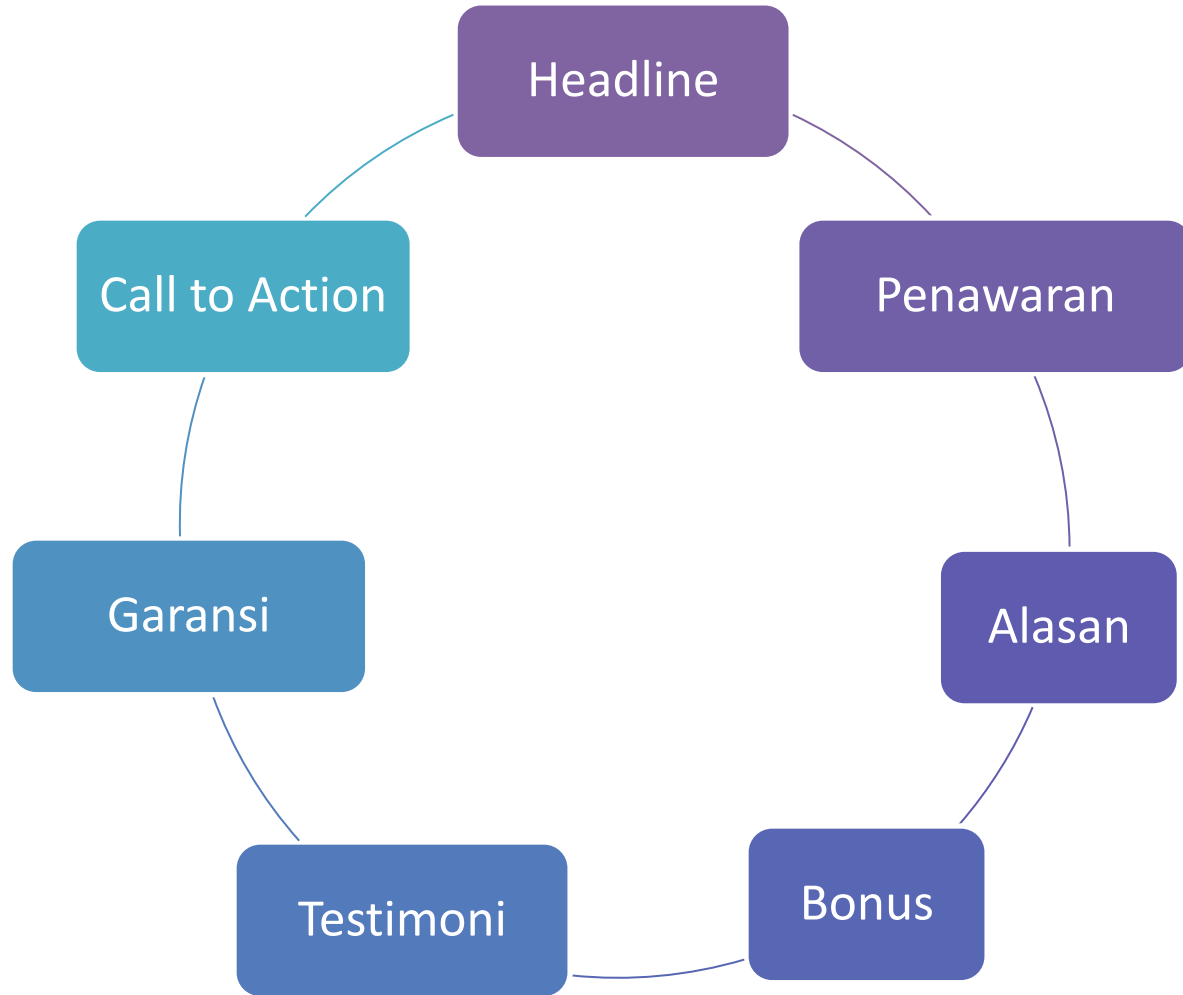 Headline
Penawaran
Alasan
Bonus
Testimoni
Garansi
Call to Action